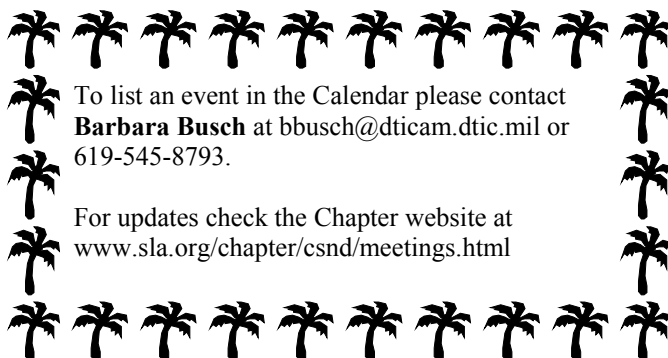 To list an event in the Calendar please contact
Barbara Busch at bbusch@dticam.dtic.mil or
619-545-8793.
For updates check the Chapter website at
www.sla.org/chapter/csnd/meetings.html